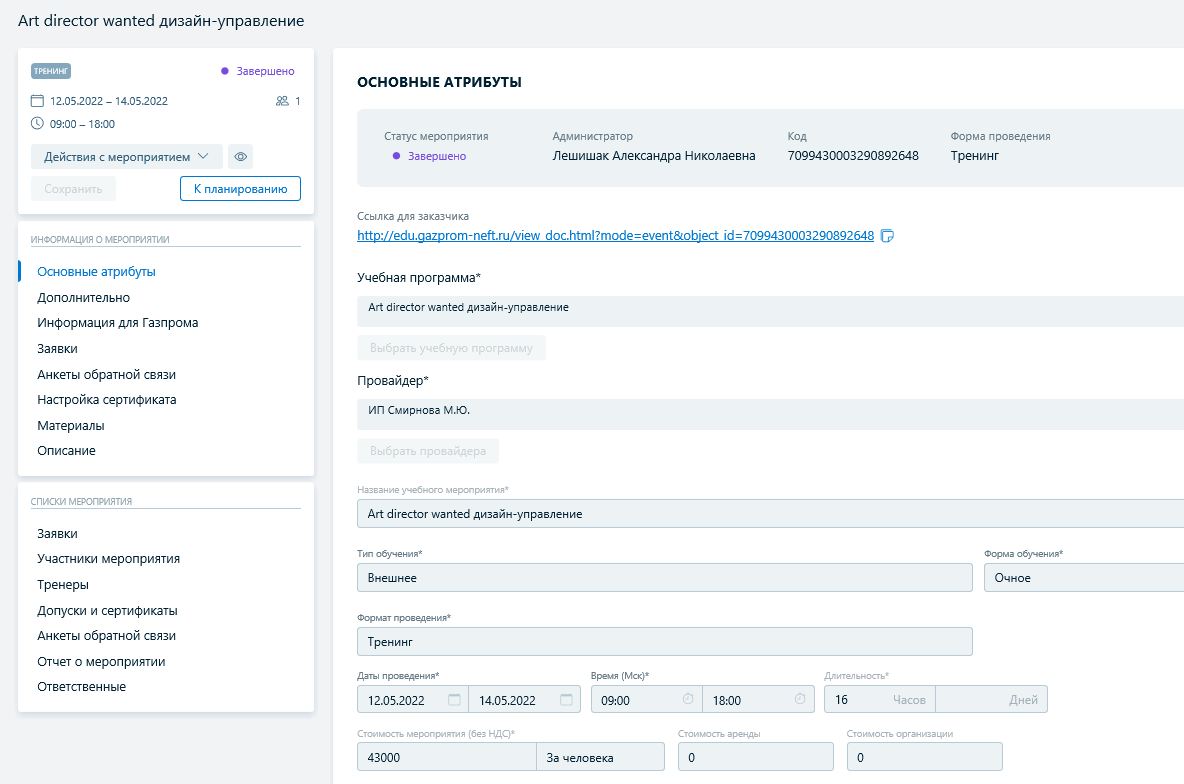 Art director wanted дизайн-управление
ТРЕНИНГ
Завершено
12.05.2022 – 14.05.2022
1
09:00 – 18:00
Действия с мероприятием
Сохранить
К планированию
ИНФОРМАЦИЯ О МЕРОПРИЯТИИ
Основные атрибуты
Дополнительно
Информация для Газпрома
Заявки
Анкеты обратной связи
Настройка сертификата
Материалы
Описание
СПИСКИ МЕРОПРИЯТИЯ
Заявки
Участники мероприятия
Тренеры
Допуски и сертификаты
Анкеты обратной связи
Отчет о мероприятии
Ответственные
ОСНОВНЫЕ АТРИБУТЫ
Статус мероприятия
Завершено
Администратор
Лешишак Александра Николаевна
Код
7099430003290892648
Форма проведения
Тренинг
Ссылка для заказчика
http://edu.gazprom-neft.ru/view_doc.html?mode=event&object_id=7099430003290892648
Учебная программа*
Art director wanted дизайн-управление
Выбрать учебную программу
Провайдер*
ИП Смирнова М.Ю.
Выбрать провайдера
Название учебного мероприятия*
Art director wanted дизайн-управление
Тип обучения*
Внешнее
Форма обучения*
Очное
Формат проведения*
Тренинг
Даты проведения*
12.05.2022
14.05.2022
Время (Мск)*
09:00
18:00
Длительность*
16 Часов
Дней
Стоимость мероприятия (без НДС)*
43000
За человека
Стоимость аренды
0
Стоимость организации
0